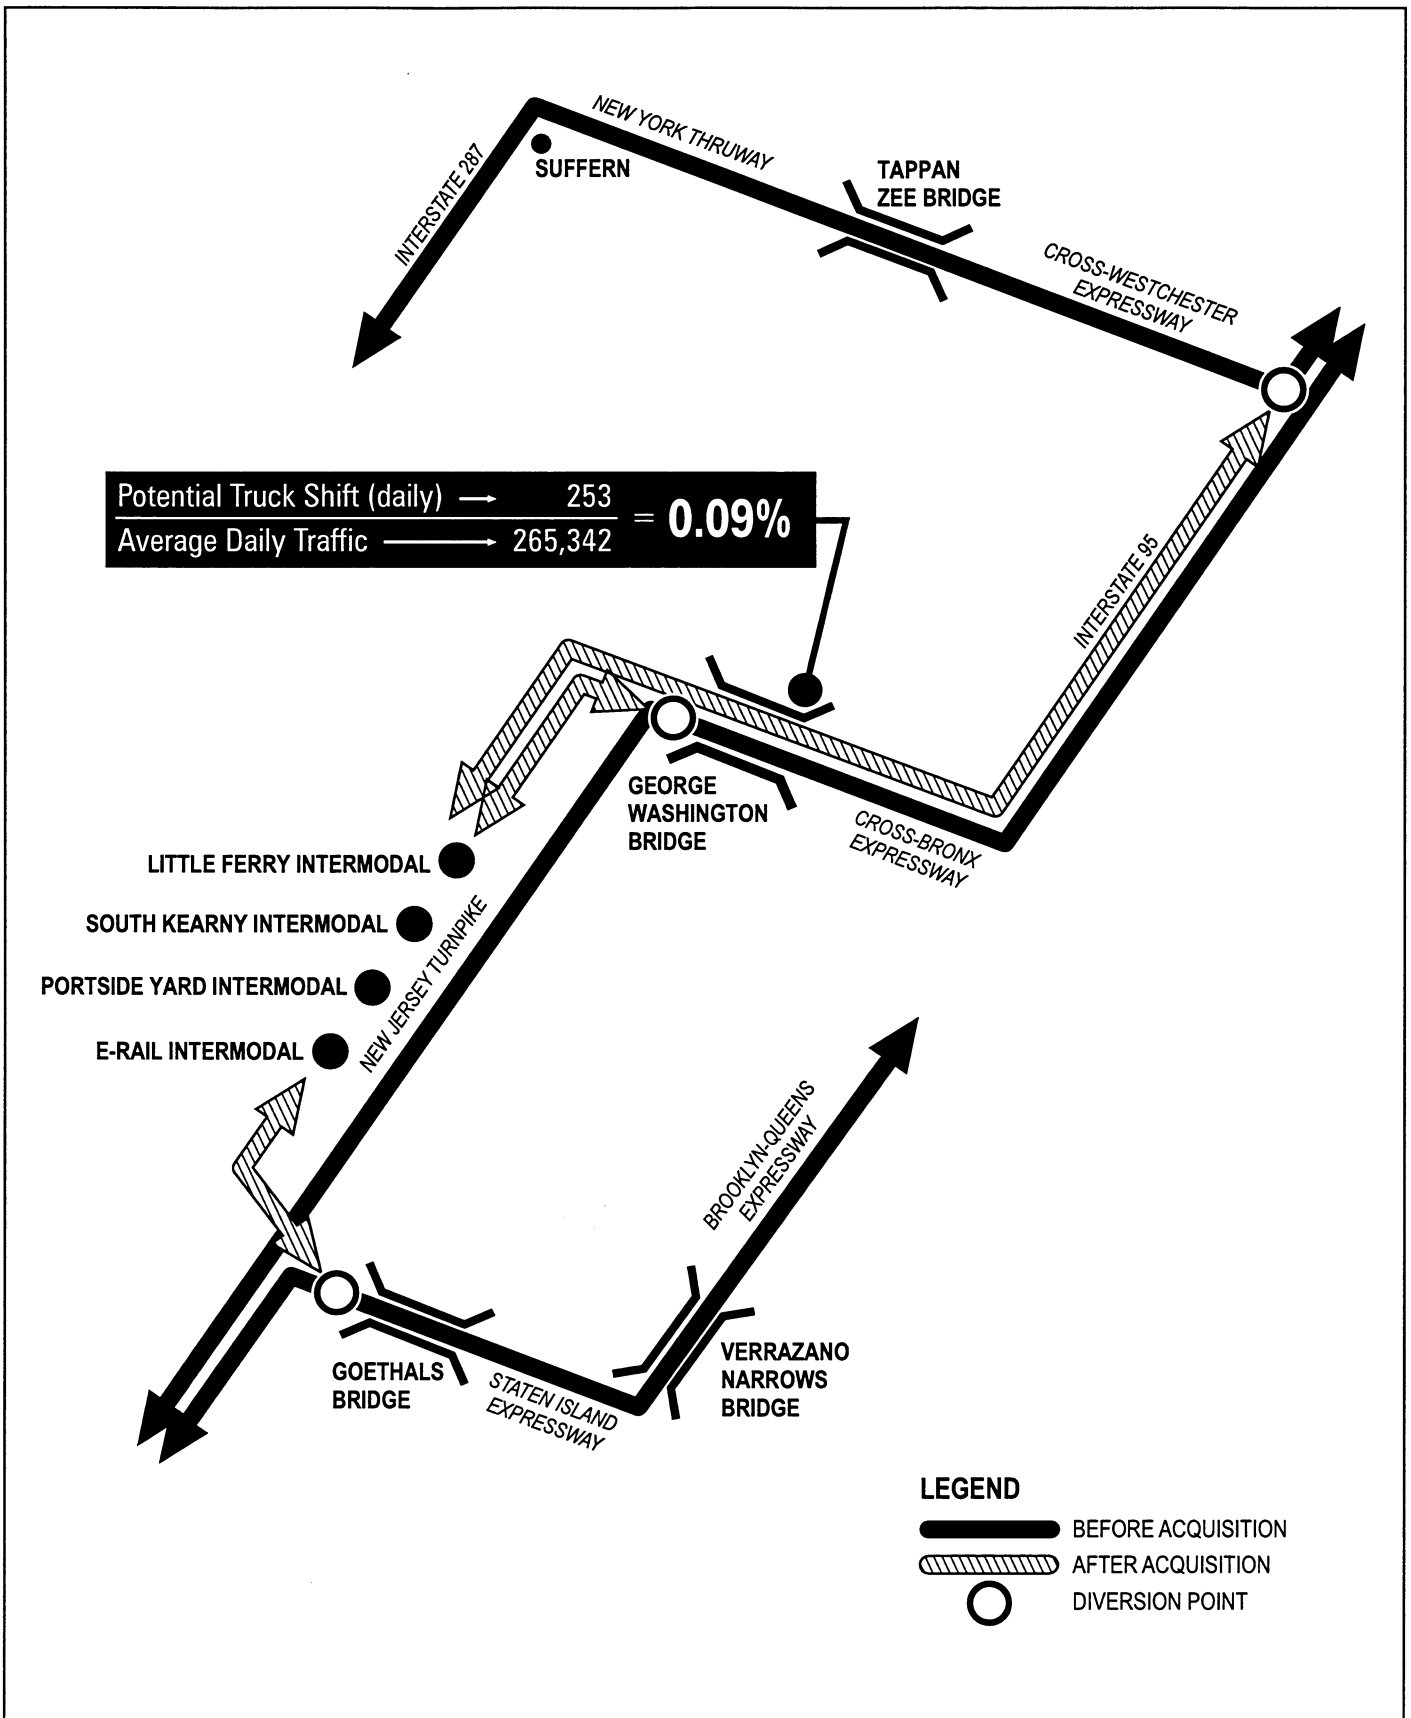 NEW YORK THRUWAY
INTERSTATE 287
SUFFERN
TAPPAN
ZEE BRIDGE
CROSS-WESTCHESTER
EXPRESSWAY
Potential Truck Shift (daily) → 253
Average Daily Traffic → 265,342
= 0.09%
INTERSTATE 95
GEORGE
WASHINGTON
BRIDGE
CROSS-BRONX
EXPRESSWAY
LITTLE FERRY INTERMODAL
SOUTH KEARNY INTERMODAL
PORTSIDE YARD INTERMODAL
E-RAIL INTERMODAL
NEW JERSEY TURNPIKE
BROOKLYN-QUEENS
EXPRESSWAY
GOETHALS
BRIDGE
STATEN ISLAND
EXPRESSWAY
VERRAZANO
NARROWS
BRIDGE
LEGEND
BEFORE ACQUISITION
AFTER ACQUISITION
DIVERSION POINT